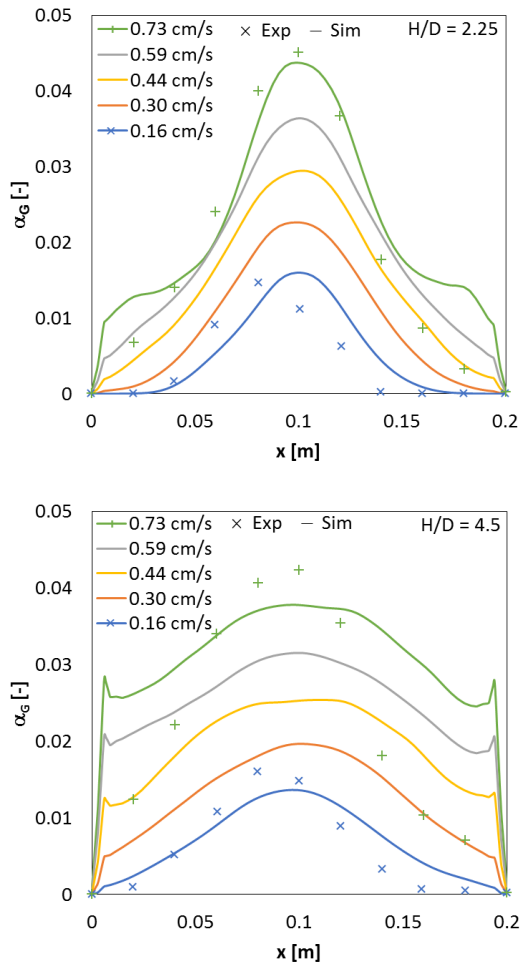 0.05
0.73 cm/s × Exp − Sim H/D = 2.25
0.59 cm/s
0.04
0.44 cm/s
0.30 cm/s
0.16 cm/s
0.03
αG [-]
0.02
0.01
0
0 0.05 0.1 0.15 0.2
x [m]
0.05
0.73 cm/s × Exp − Sim H/D = 4.5
0.59 cm/s
0.04
0.44 cm/s
0.30 cm/s
0.16 cm/s
0.03
αG [-]
0.02
0.01
0
0 0.05 0.1 0.15 0.2
x [m]